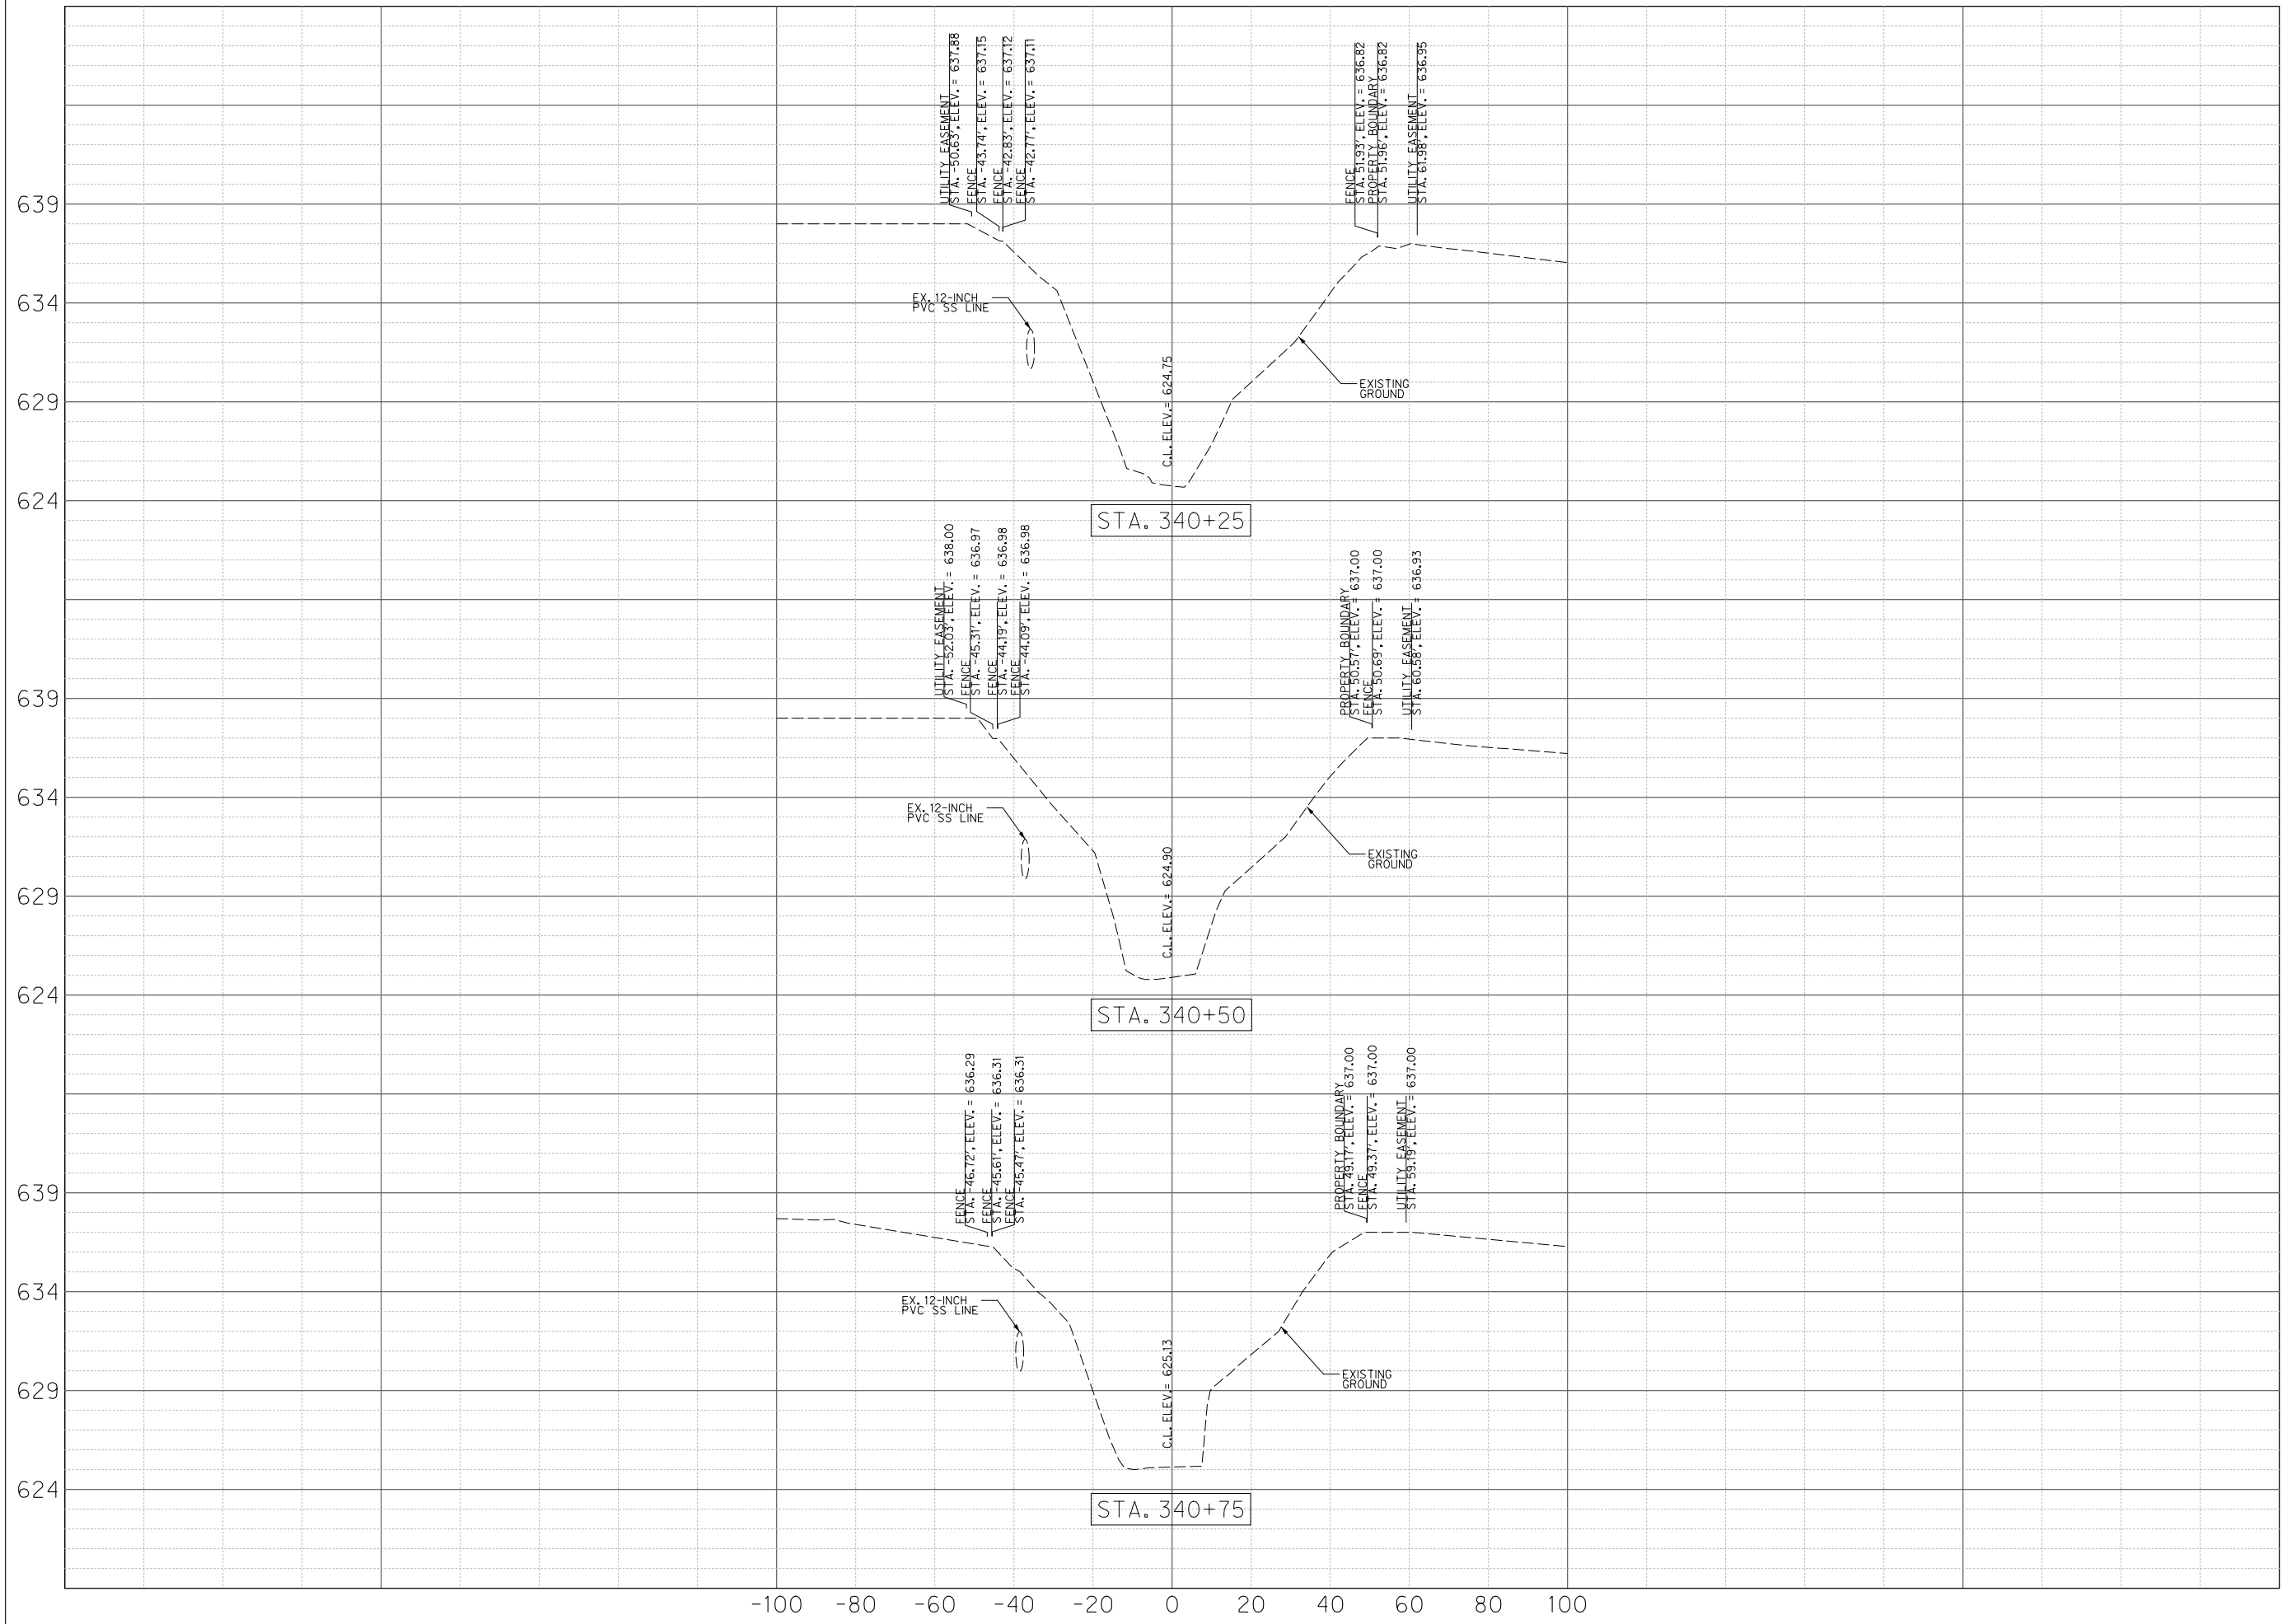 UTILITY EASEMENT
STA. -50.63', ELEV. = 637.88
FENCE
STA. -43.74', ELEV. = 637.15
FENCE
STA. -42.83', ELEV. = 637.12
FENCE
STA. -42.77', ELEV. = 637.11
FENCE
STA. 51.93', ELEV. = 636.82
PROPERTY BOUNDARY
STA. 51.96', ELEV. = 636.82
UTILITY EASEMENT
STA. 61.98', ELEV. = 636.95
639
634
629
624
EX. 12-INCH
PVC SS LINE
C.L. ELEV.= 624.75
EXISTING
GROUND
STA. 340+25
UTILITY EASEMENT
STA. -52.03', ELEV. = 638.00
FENCE
STA. -45.31', ELEV. = 636.97
FENCE
STA. -44.19', ELEV. = 636.98
FENCE
STA. -44.09', ELEV. = 636.98
PROPERTY BOUNDARY
STA. 50.57', ELEV. = 637.00
FENCE
STA. 50.69', ELEV. = 637.00
UTILITY EASEMENT
STA. 60.58', ELEV. = 636.93
639
634
629
624
EX. 12-INCH
PVC SS LINE
C.L. ELEV.= 624.90
EXISTING
GROUND
STA. 340+50
FENCE
STA. -46.72', ELEV. = 636.29
FENCE
STA. -45.61', ELEV. = 636.31
FENCE
STA. -45.47', ELEV. = 636.31
PROPERTY BOUNDARY
STA. 49.17', ELEV. = 637.00
FENCE
STA. 49.37', ELEV. = 637.00
UTILITY EASEMENT
STA. 59.19', ELEV. = 637.00
639
634
629
624
EX. 12-INCH
PVC SS LINE
C.L. ELEV.= 625.13
EXISTING
GROUND
STA. 340+75
-100 -80 -60 -40 -20 0 20 40 60 80 100